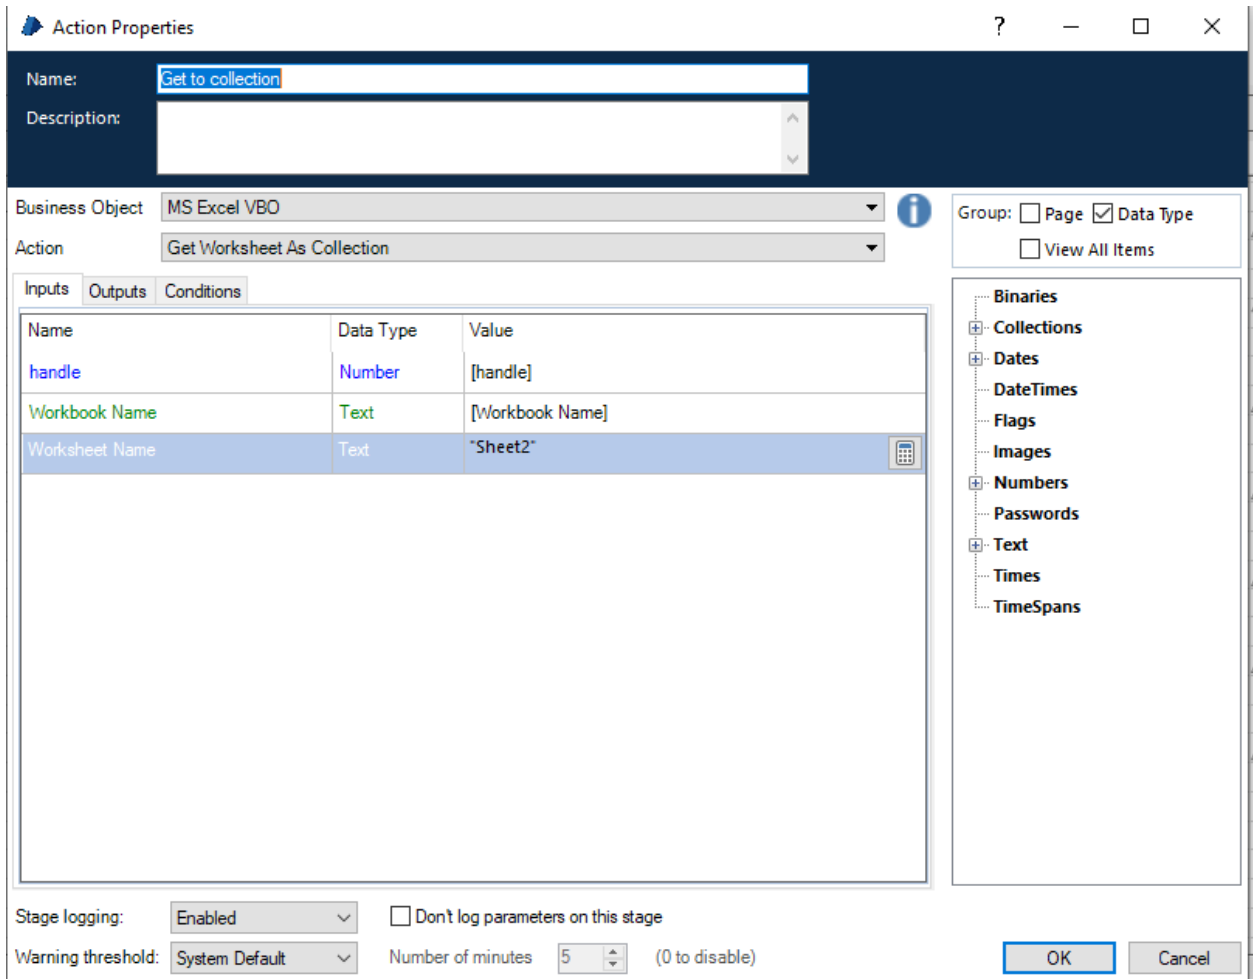 Action Properties
?
Name: Get to collection
Description:
Business Object MS Excel VBO
Group: Page Data Type
Action Get Worksheet As Collection
View All Items
Inputs Outputs Conditions
Name Data Type Value
handle Number [handle]
Workbook Name Text [Workbook Name]
Worksheet Name Text "Sheet2"
Binaries
Collections
Dates
DateTimes
Flags
Images
Numbers
Passwords
Text
Times
TimeSpans
Stage logging: Enabled Don't log parameters on this stage
Warning threshold: System Default Number of minutes 5 (0 to disable) OK Cancel